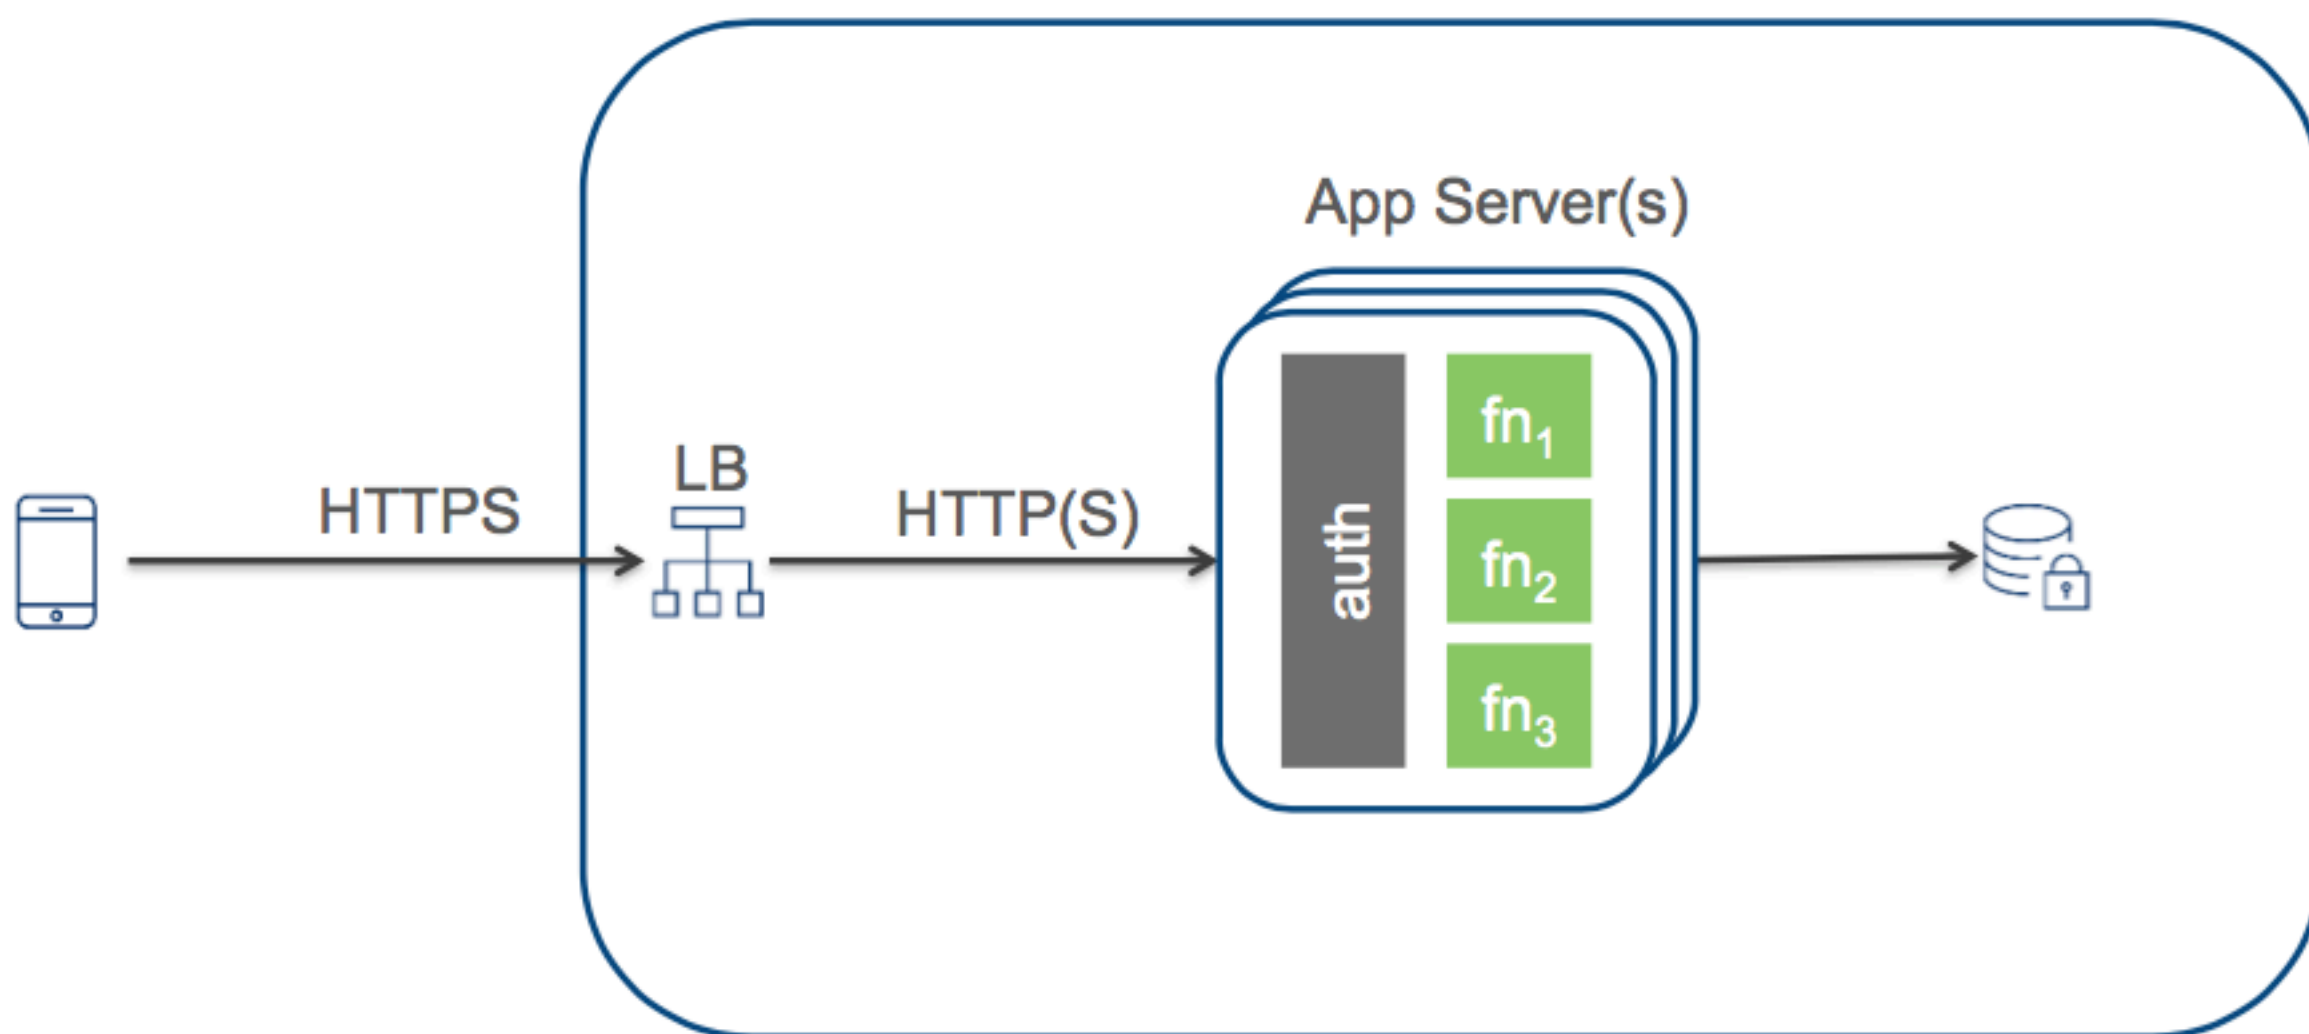 App Server(s)
LB
HTTPS
HTTP(S)
auth
fn₁
fn₂
fn₃